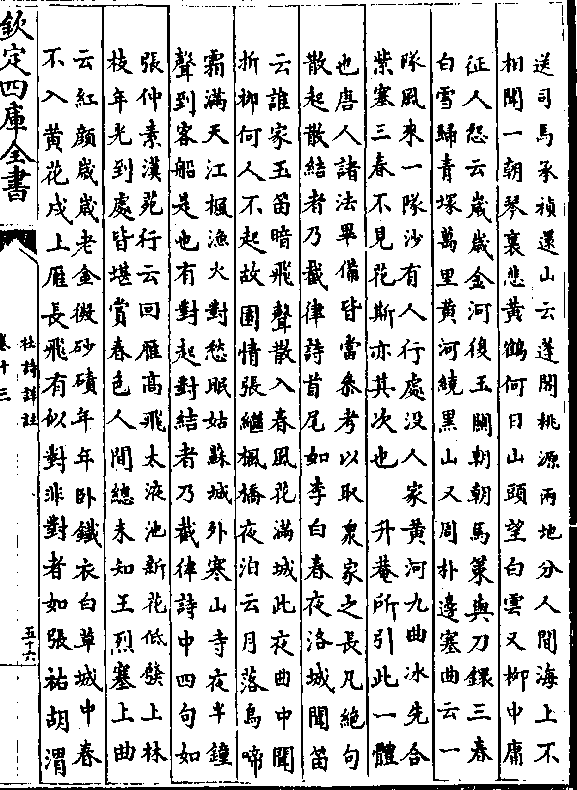 送司馬承禎還山云蓬閣桃源兩地分人間海上不
相聞一朝琴裏悲黃鶴何日山頭望白雲又柳中庸
征人怨云歲歲金河復玉關朝朝馬策與刀鐶三春
白雪歸青塚萬里黃河繞黑山又周朴邊塞曲云一
隊風來一隊沙有人行處没人家黄河九曲冰先合
紫塞三春不見花斯亦其次也　升菴所引此一體
也唐人諸法畢備皆當叅考以取衆家之長凡絶句
散起散結者乃截律詩首尾如李白春夜洛城聞笛
云誰家玉笛暗飛聲散入春風花滿城此夜曲中聞
折柳何人不起故園情張繼楓橋夜泊云月落烏啼
霜滿天江楓漁火對愁眠姑蘇城外寒山寺夜半鐘
聲到客船是也有對起對結者乃截律詩中四句如
張仲素漢苑行云回雁高飛太液池新花低發上林
枝年光到處皆堪賞春色人間總未知王烈塞上曲
云紅顔歲歲老金微砂磧年年卧鐵衣白草城中春
不入黄花戍上雁長飛有似對非對者如張祜胡渭
欽定四庫全書
杜詩詳註
卷十三
五十六